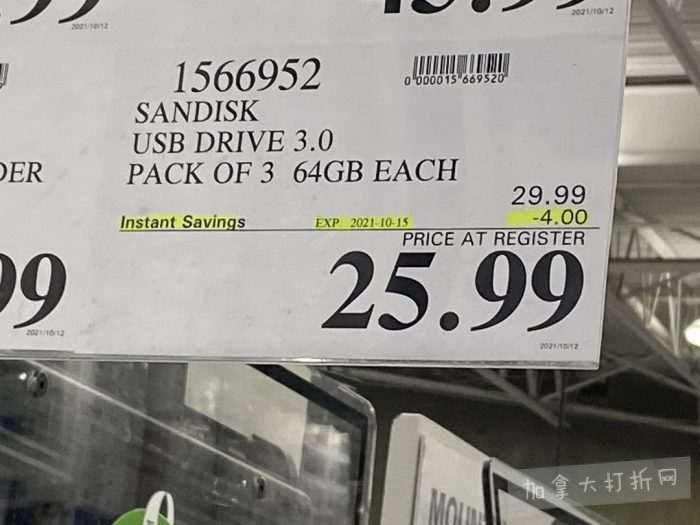 .99
2021/10/12
2021/10/12
1566952
0 000015 669520
SANDISK
USB DRIVE 3.0
PACK OF 3 64GB EACH
DER
29.99
Instant Savings EXP. 2021-10-15 -4.00
PRICE AT REGISTER
25.99
99
2021/10/12
2021/10/12
MOUN
加拿大打折网